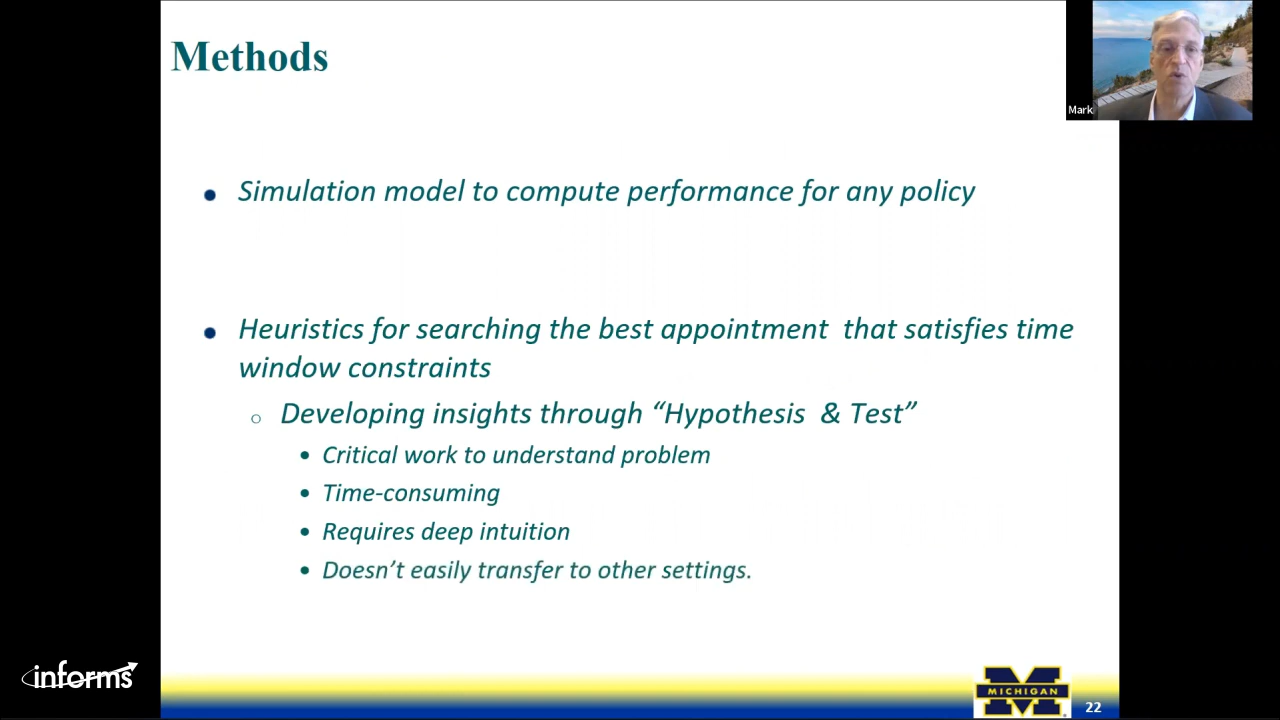 Methods
Mark
Simulation model to compute performance for any policy
Heuristics for searching the best appointment that satisfies time
window constraints
Developing insights through “Hypothesis & Test”
Critical work to understand problem
Time-consuming
Requires deep intuition
Doesn’t easily transfer to other settings.
informs
MICHIGAN
22